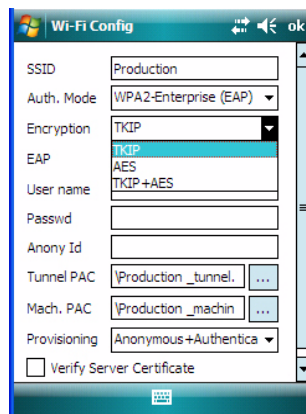 Wi-Fi Config ok
SSID Production
Auth. Mode WPA2-Enterprise (EAP)
Encryption TKIP
TKIP
EAP
AES
TKIP+AES
User name
Passwd
Anony Id
Tunnel PAC \Production _tunnel. ...
Mach. PAC \Production _machin ...
Provisioning Anonymous+Authentica
Verify Server Certificate